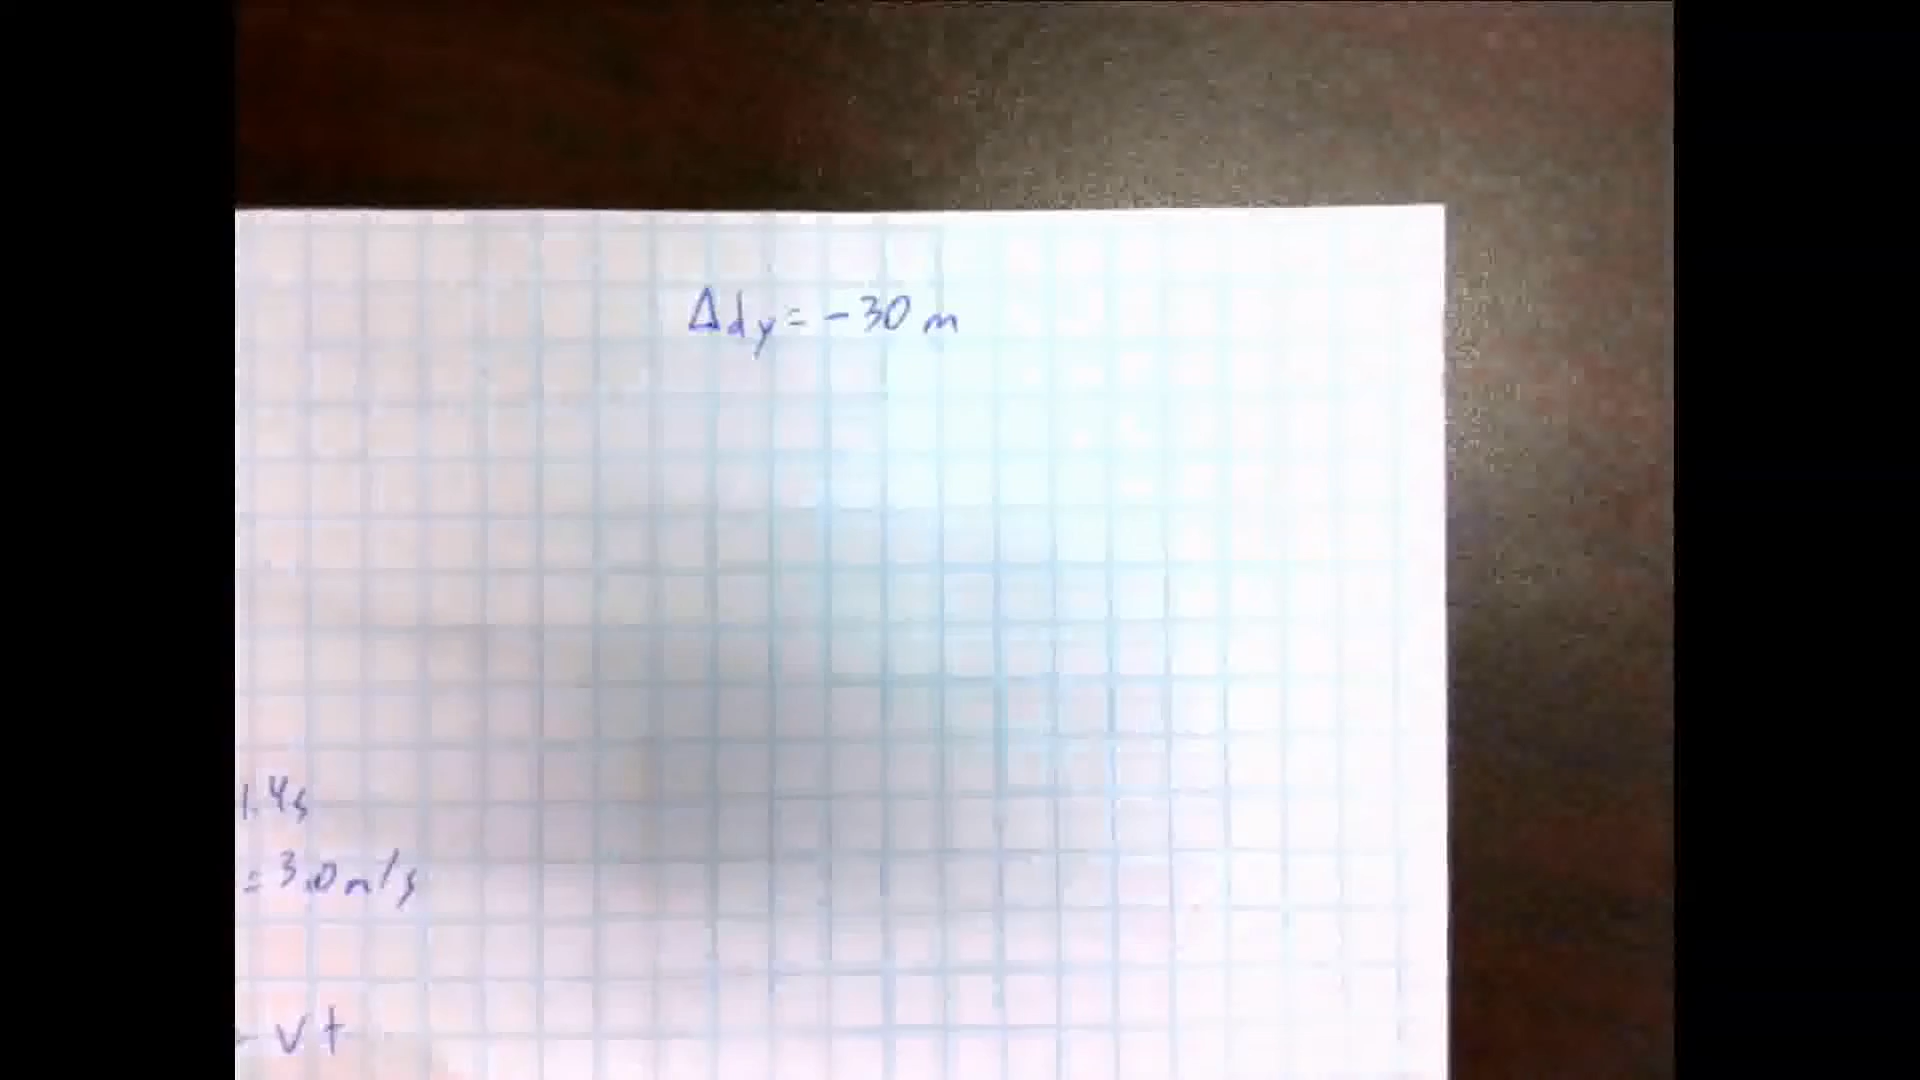 Δdy = -30 m
1.4s
= 3.0 m/s
= vt